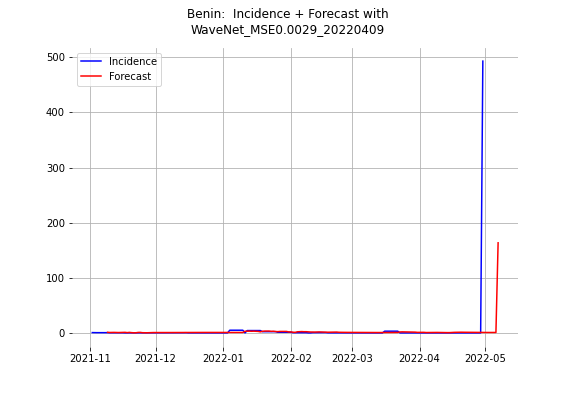 Benin:  Incidence + Forecast with
WaveNet_MSE0.0029_20220409
Incidence
Forecast
500
400
300
200
100
0
2021-11 2021-12 2022-01 2022-02 2022-03 2022-04 2022-05